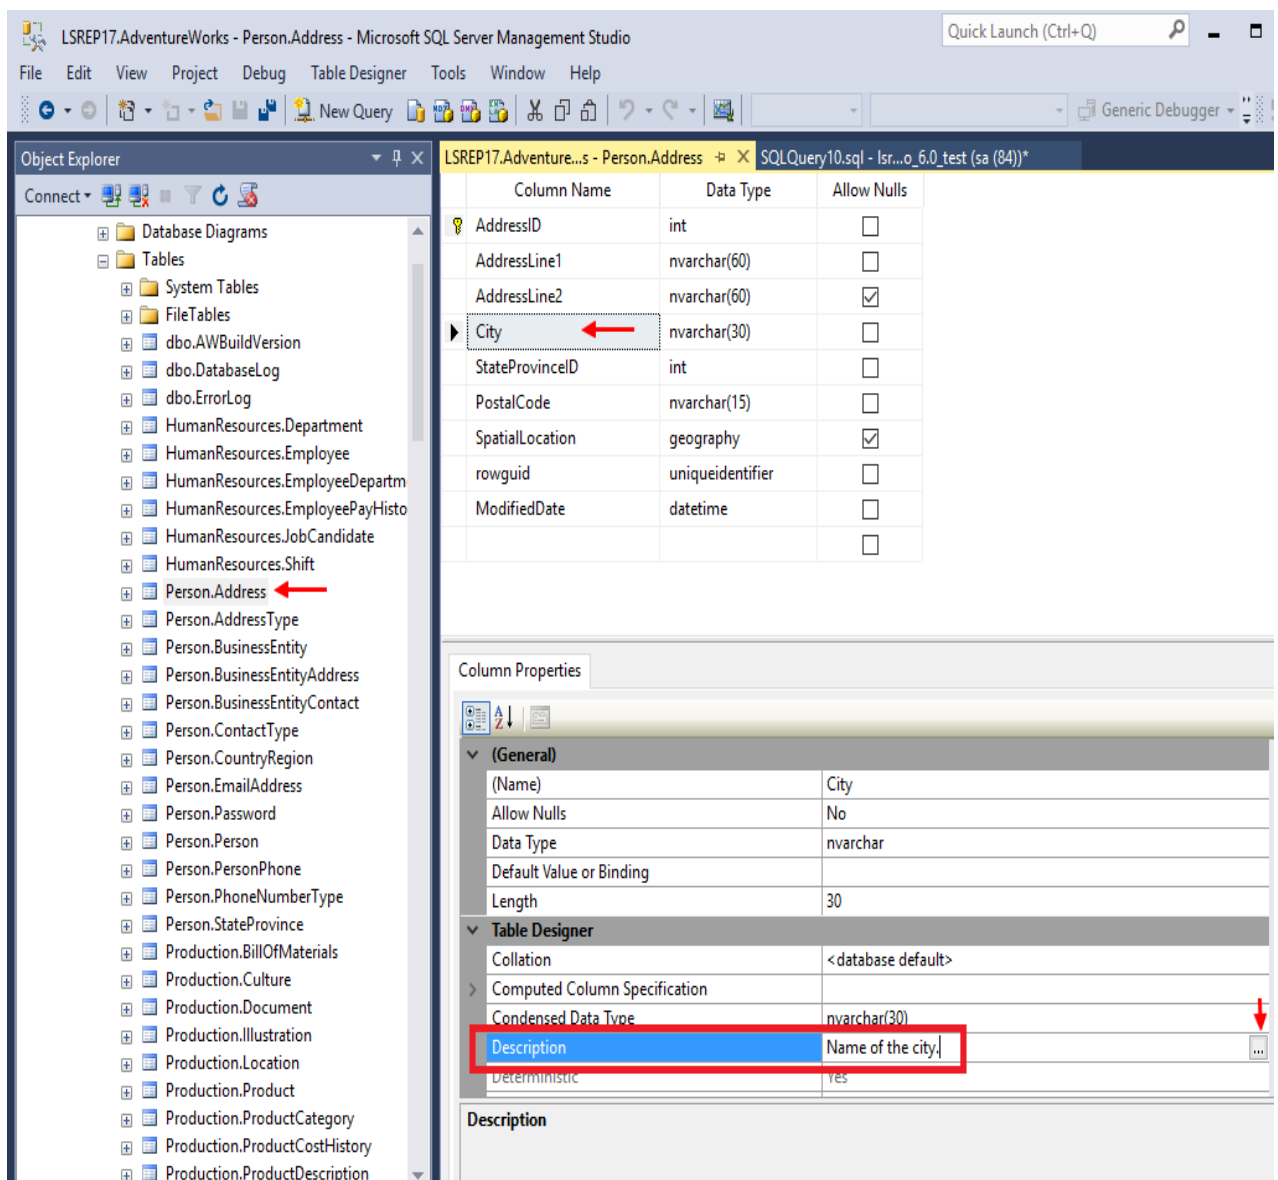 LSREP17.AdventureWorks - Person.Address - Microsoft SQL Server Management Studio
Quick Launch (Ctrl+Q)
File Edit View Project Debug Table Designer Tools Window Help
New Query
Generic Debugger
Object Explorer
Connect
Database Diagrams
Tables
System Tables
FileTables
dbo.AWBuildVersion
dbo.DatabaseLog
dbo.ErrorLog
HumanResources.Department
HumanResources.Employee
HumanResources.EmployeeDepartm
HumanResources.EmployeePayHisto
HumanResources.JobCandidate
HumanResources.Shift
Person.Address
Person.AddressType
Person.BusinessEntity
Person.BusinessEntityAddress
Person.BusinessEntityContact
Person.ContactType
Person.CountryRegion
Person.EmailAddress
Person.Password
Person.Person
Person.PersonPhone
Person.PhoneNumberType
Person.StateProvince
Production.BillOfMaterials
Production.Culture
Production.Document
Production.Illustration
Production.Location
Production.Product
Production.ProductCategory
Production.ProductCostHistory
Production.ProductDescription
LSREP17.Adventure...s - Person.Address SQLQuery10.sql - lsr...o_6.0_test (sa (84))*
Column Name Data Type Allow Nulls
AddressID int
AddressLine1 nvarchar(60)
AddressLine2 nvarchar(60)
City nvarchar(30)
StateProvinceID int
PostalCode nvarchar(15)
SpatialLocation geography
rowguid uniqueidentifier
ModifiedDate datetime
Column Properties
(General)
(Name) City
Allow Nulls No
Data Type nvarchar
Default Value or Binding
Length 30
Table Designer
Collation <database default>
Computed Column Specification
Condensed Data Type nvarchar(30)
Description Name of the city. ...
Deterministic Yes
Description